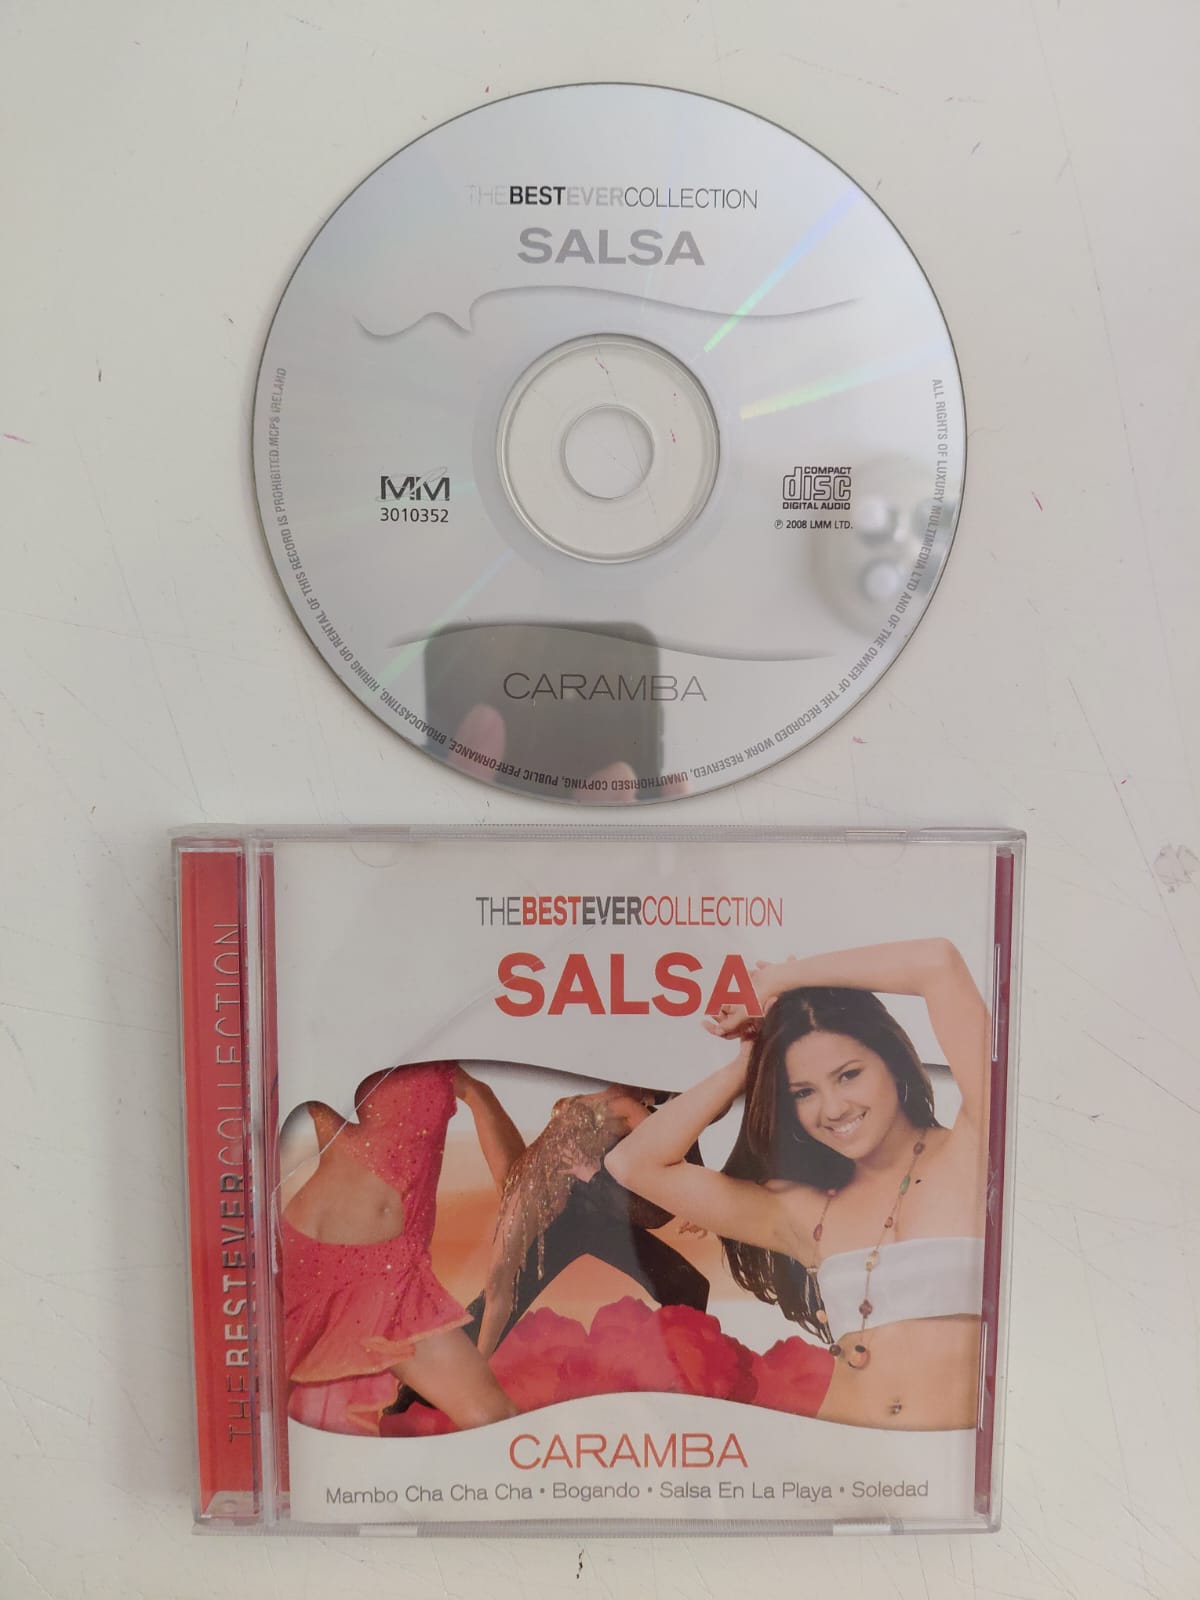 THEBESTEVERCOLLECTION
SALSA
MM
3010352
COMPACT
disc
DIGITAL AUDIO
℗ 2008 LMM LTD.
CARAMBA
ALL RIGHTS OF LUXURY MULTIMEDIA LTD AND OF THE OWNER OF THE RECORDED WORK RESERVED, UNAUTHORISED COPYING, PUBLIC PERFORMANCE, BROADCASTING, HIRING OR RENTAL OF THIS RECORD IS PROHIBITED.MCPS IRELAND
THEBESTEVERCOLLECTION
THEBESTEVERCOLLECTION
SALSA
CARAMBA
Mambo Cha Cha Cha • Bogando • Salsa En La Playa • Soledad